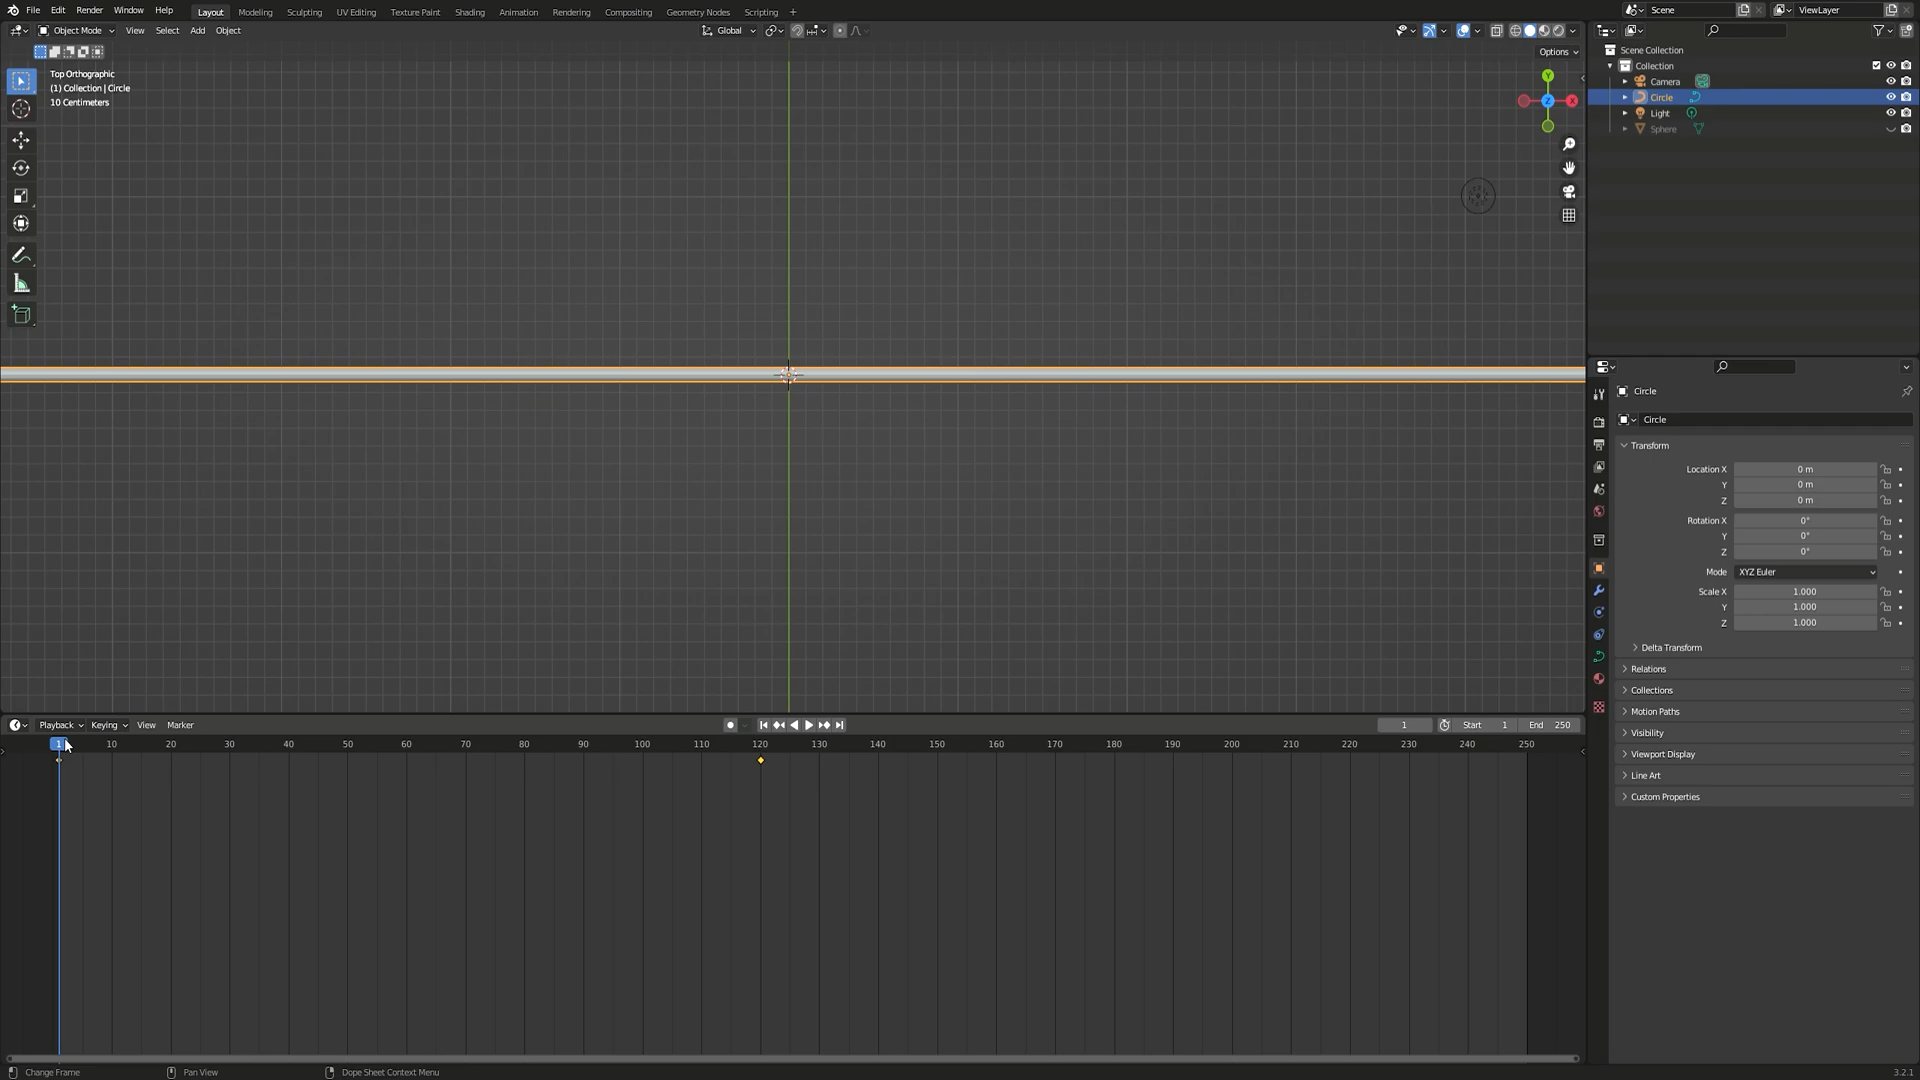 File Edit Render Window Help Layout Modeling Sculpting UV Editing Texture Paint Shading Animation Rendering Compositing Geometry Nodes Scripting + Scene ViewLayer
Object Mode View Select Add Object Global
Options
Top Orthographic
(1) Collection | Circle
10 Centimeters
Y
Z X
Scene Collection
Collection
Camera
Circle
Light
Sphere
Circle
Circle
Transform
Location X 0 m
Y 0 m
Z 0 m
Rotation X 0°
Y 0°
Z 0°
Mode XYZ Euler
Scale X 1.000
Y 1.000
Z 1.000
Delta Transform
Relations
Collections
Motion Paths
Visibility
Viewport Display
Line Art
Custom Properties
Playback Keying View Marker 1 Start 1 End 250
1 10 20 30 40 50 60 70 80 90 100 110 120 130 140 150 160 170 180 190 200 210 220 230 240 250
Change Frame Pan View Dope Sheet Context Menu 3.2.1